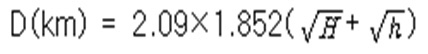 D(km) = 2.09×1.852(√H + √h)